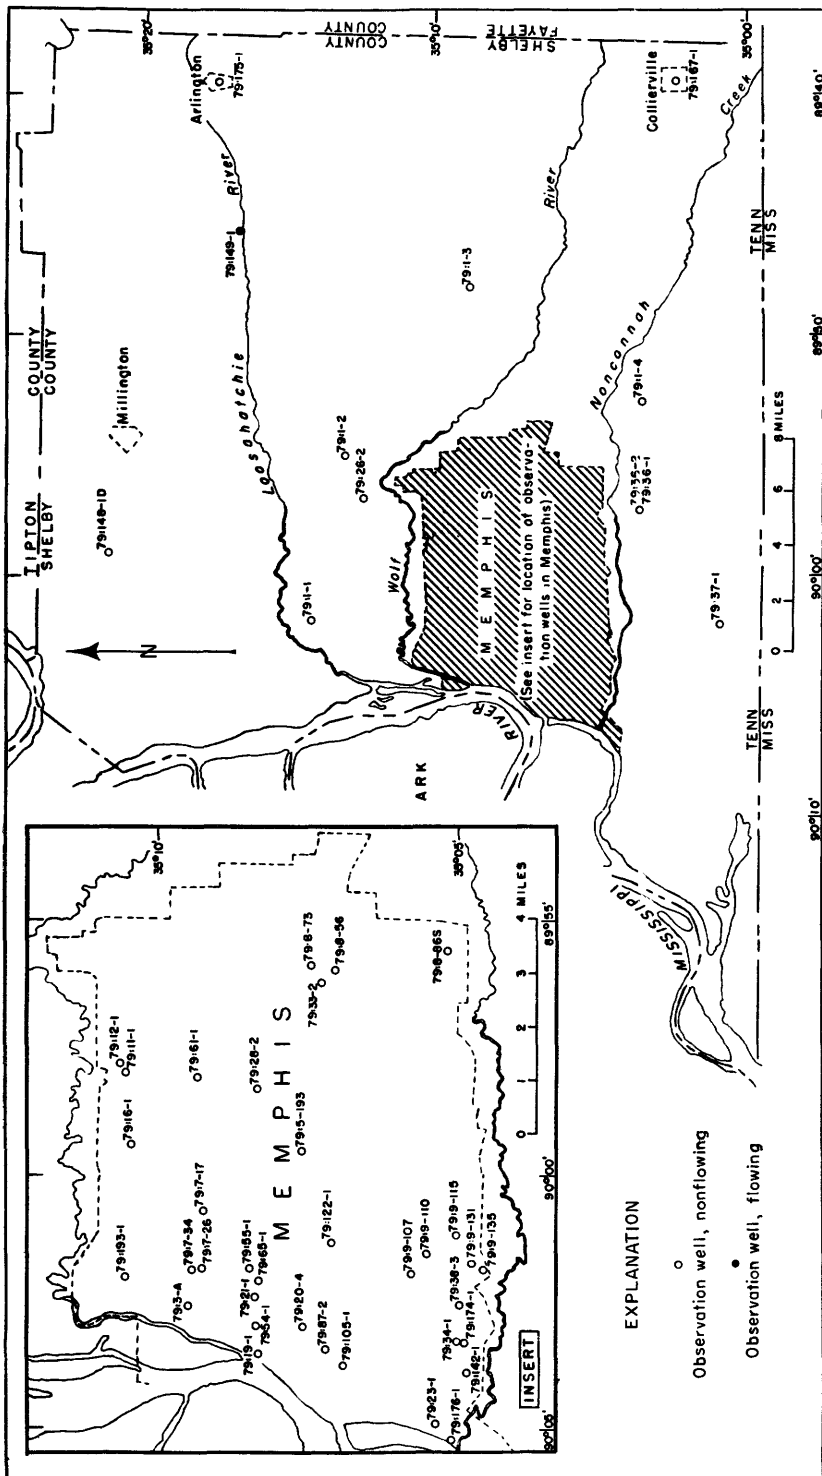 TIPTON COUNTY
SHELBY COUNTY
79:148-1D
Millington
35°20'
Arlington
79:175-1
Loosahatchie River
79:149-1
N
79:1-1
79:1-2
79:26-2
79:1-3
35°10'
COUNTY
COUNTY
SHELBY
FAYETTE
Wolf River
MEMPHIS
(See insert for location of observa-
tion wells in Memphis)
RIVER
ARK
Nonconnah Creek
79:1-4
79:36-1
Collierville
79:167-1
79:37-1
35°00'
TENN
MISS
TENN
MISS
MISSISSIPPI
0 2 4 6 8 MILES
90°10'
90°00'
89°50'
89°40'
INSERT
MEMPHIS
35°10'
35°05'
90°05'
90°00'
89°55'
0 1 2 3 4 MILES
79:193-1
79:16-1
79:12-1
79:11-1
79:3-A
79:7-34
79:7-26
79:7-17
79:61-1
79:19-1
79:54-1
79:21-1
79:55-1
79:65-1
79:28-2
79:20-4
79:5-193
79:8-73
79:33-2
79:8-56
79:87-2
79:105-1
79:122-1
79:9-107
79:9-110
79:8-86S
79:23-1
79:176-1
79:34-1
79:142-1
79:174-1
79:38-3
79:9-115
79:9-131
79:9-135
EXPLANATION
Observation well, nonflowing
Observation well, flowing